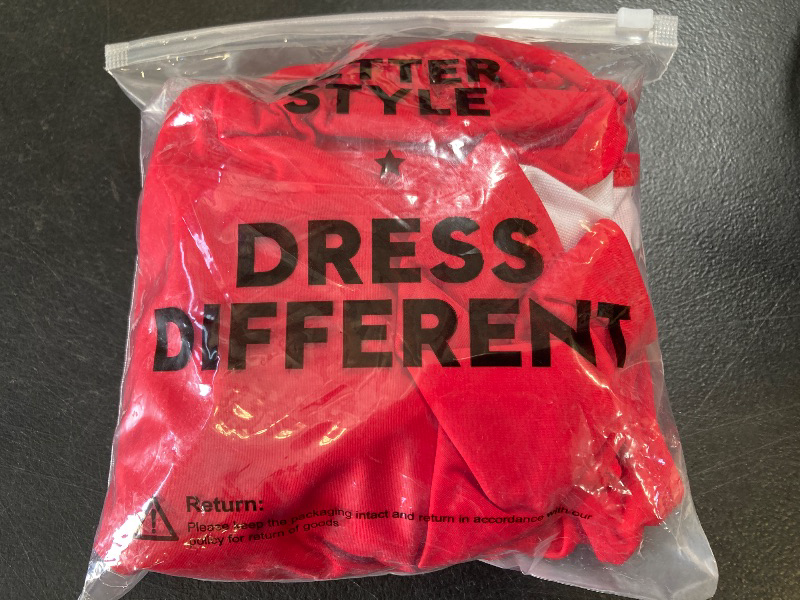 BETTER
STYLE
DRESS
DIFFERENT
Return:
Please keep the packaging intact and return in accordance with our
policy for return of goods.